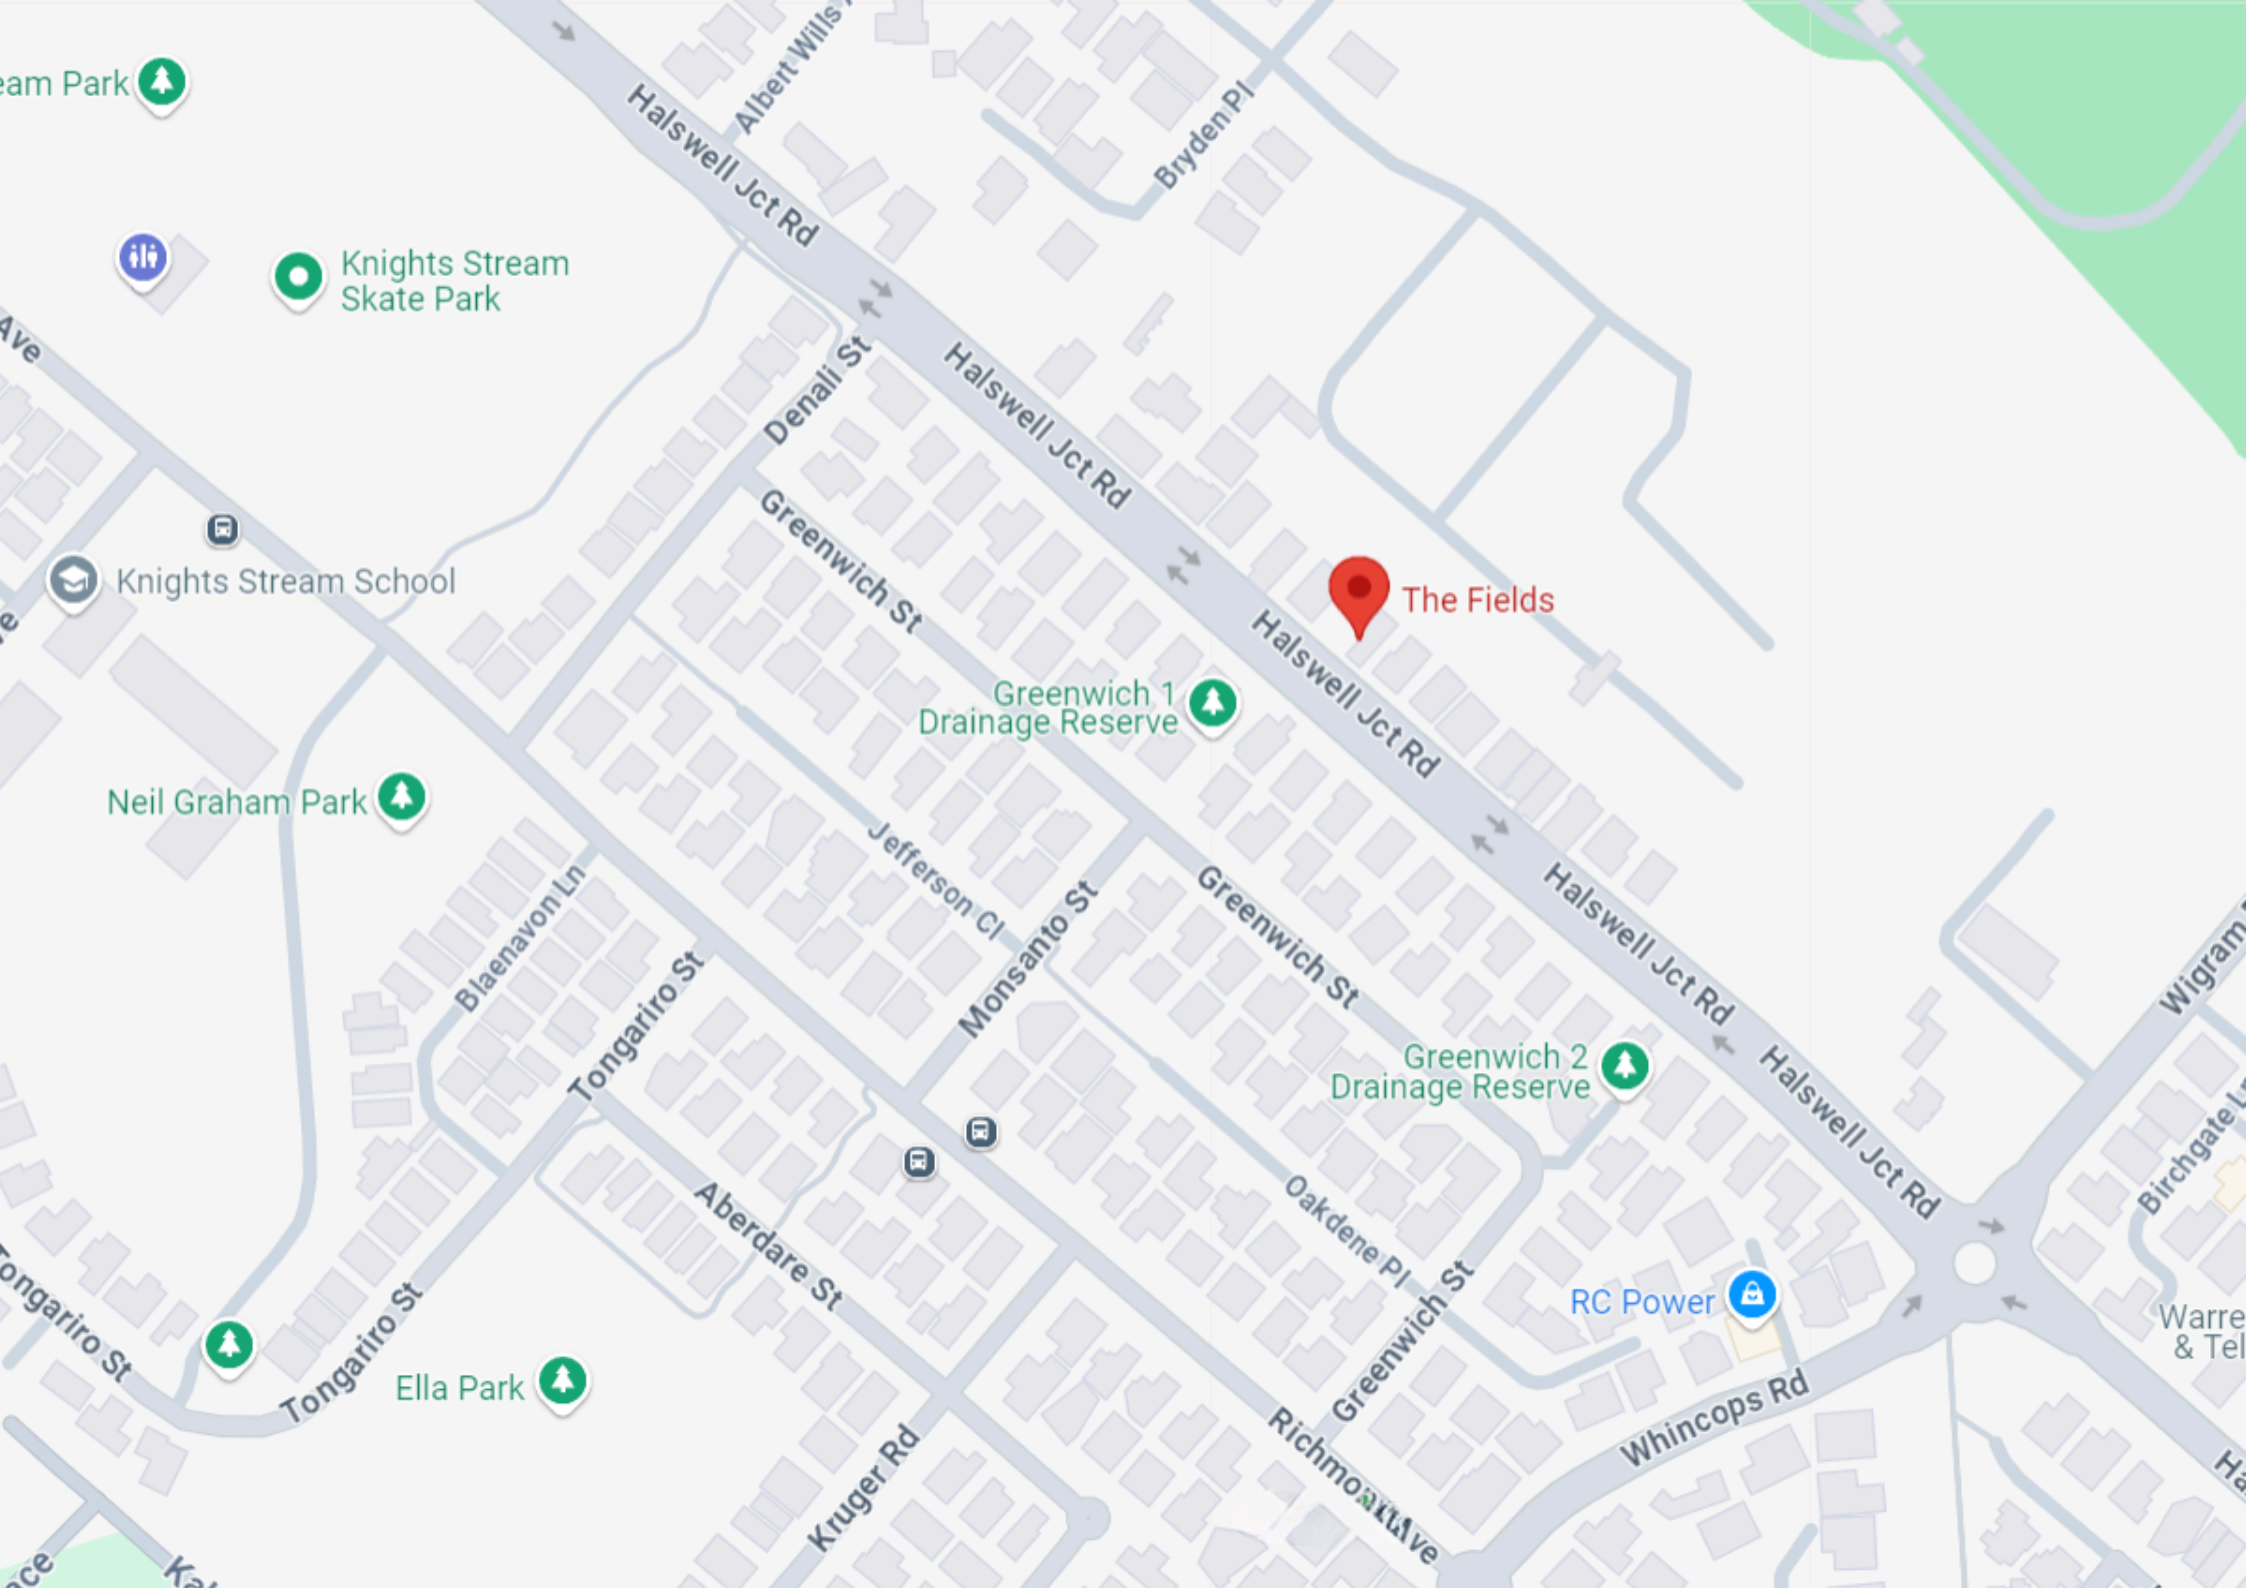 eam Park
Albert Wills
Halswell Jct Rd
Bryden Pl
Knights Stream
Skate Park
Ave
Denali St
Halswell Jct Rd
Greenwich St
Knights Stream School
The Fields
Halswell Jct Rd
Greenwich 1
Drainage Reserve
Neil Graham Park
Jefferson Cl
Blaenavon Ln
Monsanto St
Greenwich St
Halswell Jct Rd
Wigram
Tongariro St
Greenwich 2
Drainage Reserve
Halswell Jct Rd
Birchgate L
Aberdare St
Oakdene Pl
Tongariro St
Tongariro St
Greenwich St
RC Power
Warre
& Tel
Ella Park
Whincops Rd
Kruger Rd
Ha
ace
Ka